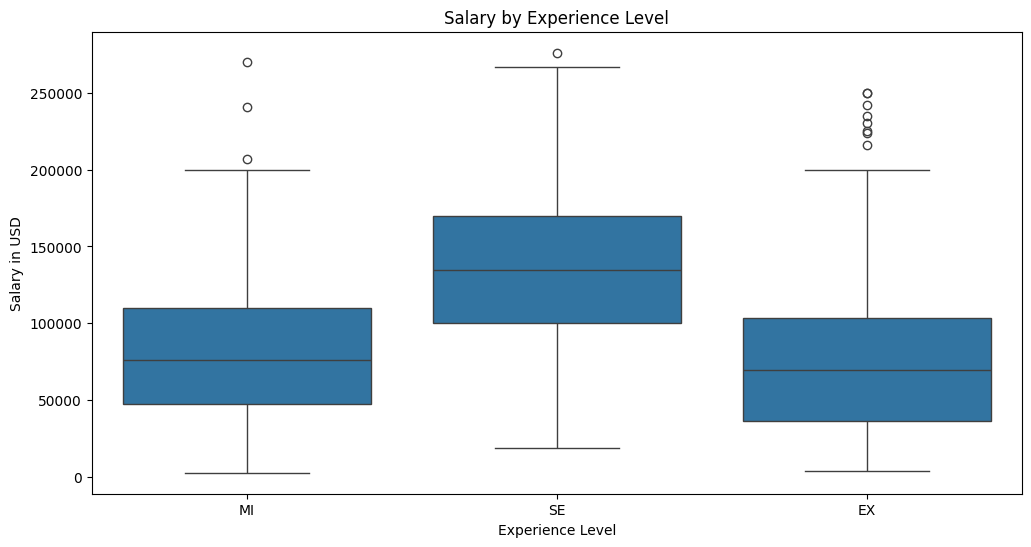 Salary by Experience Level
Salary in USD
250000
200000
150000
100000
50000
0
MI SE EX
Experience Level